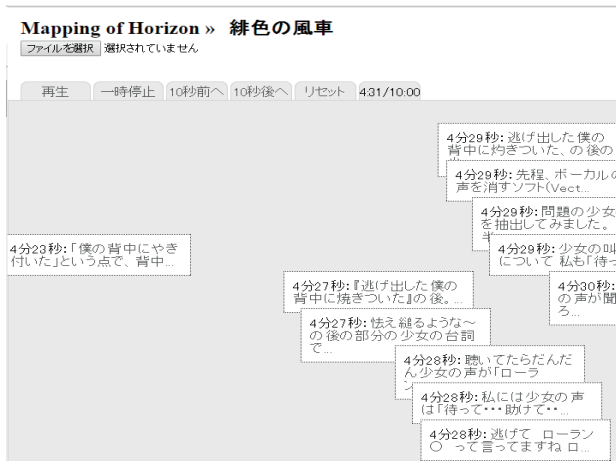 Mapping of Horizon » 緋色の風車
ファイルを選択 選択されていません
再生 一時停止 10秒前へ 10秒後へ リセット 4:31/10:00
4分29秒: 逃げ出した僕の
背中に灼きついた、の後の
4分29秒: 先程、ボーカルの
声を消すソフト(Vect...
4分29秒: 問題の少女
を抽出してみました。
4分29秒: 少女の叫
について 私も「待っ
4分23秒: 「僕の背中にやき
付いた」という点で、背中...
4分30秒:
の声が聞
ろ...
4分27秒: 『逃げ出した僕の
背中に焼きついた』の後。...
4分27秒: 怯え縋るような～
の後の部分の少女の台詞
で...
4分28秒: 聴いてたらだんだ
ん少女の声が「ローラ
4分28秒: 私には少女の声
は「待って・・・助けて・・...
4分28秒: 逃げて　ローラン
〇　って言ってますね ロ...